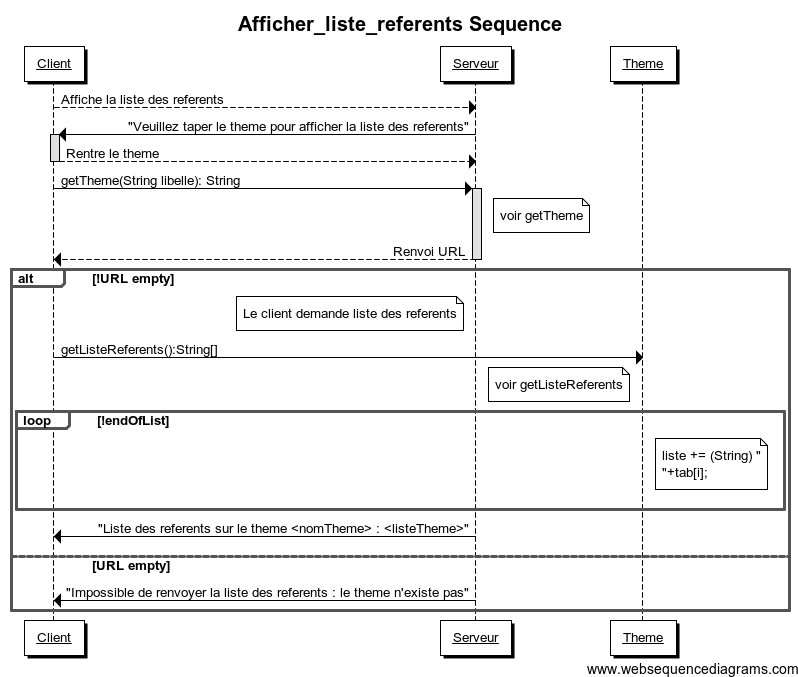 Afficher_liste_referents Sequence
Client
Serveur
Theme
Affiche la liste des referents
"Veuillez taper le theme pour afficher la liste des referents"
Rentre le theme
getTheme(String libelle): String
voir getTheme
Renvoi URL
alt
[!URL empty]
Le client demande liste des referents
getListeReferents():String[]
voir getListeReferents
loop
[!endOfList]
liste += (String) "
"+tab[i];
"Liste des referents sur le theme <nomTheme> : <listeTheme>"
[URL empty]
"Impossible de renvoyer la liste des referents : le theme n'existe pas"
Client
Serveur
Theme
www.websequencediagrams.com